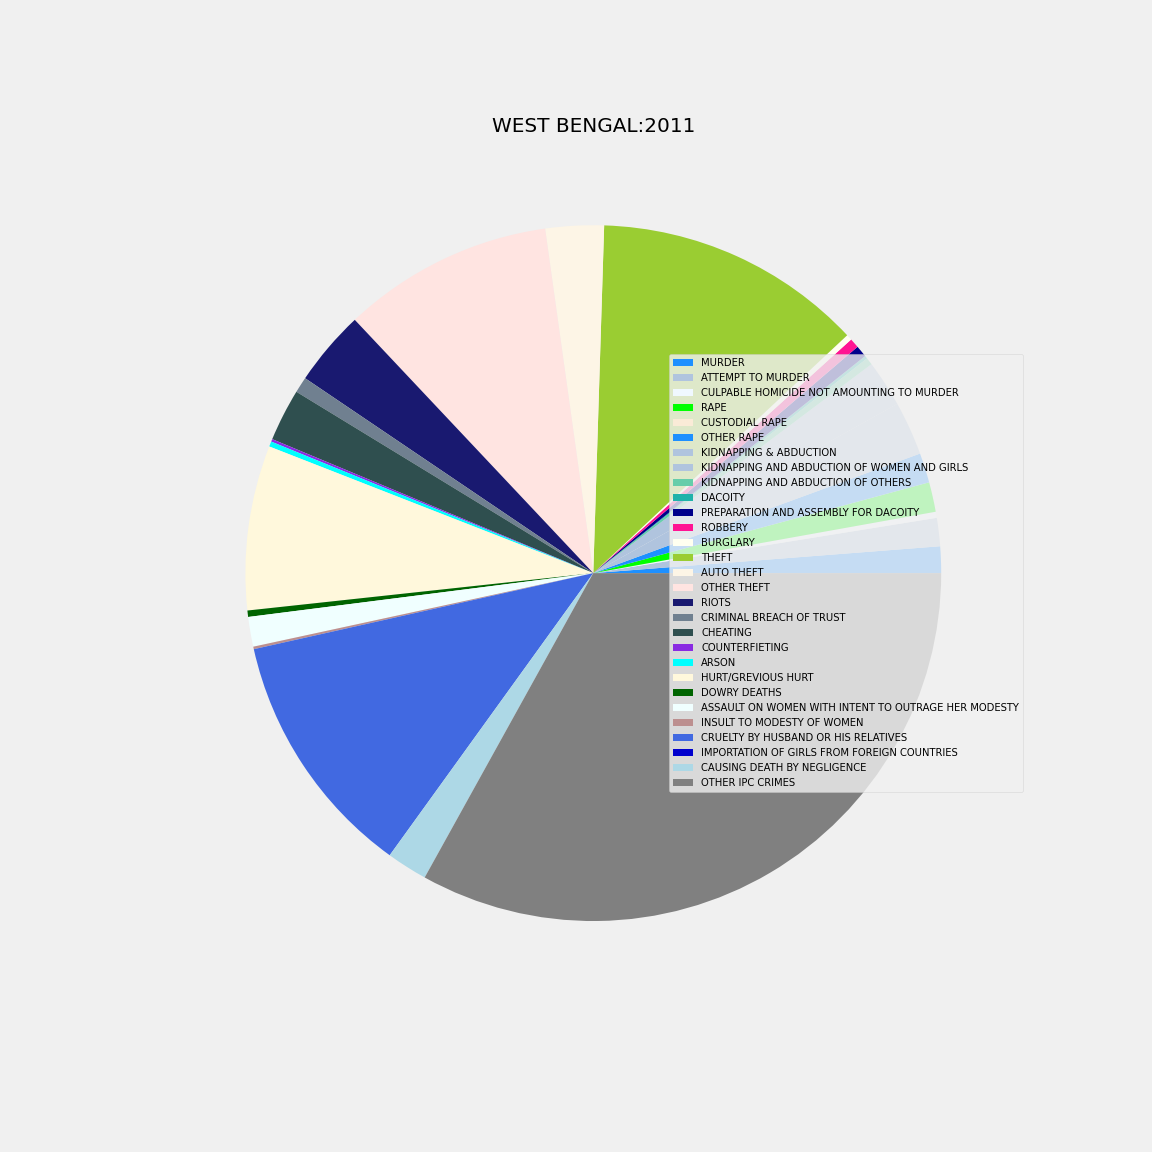 WEST BENGAL:2011
MURDER
ATTEMPT TO MURDER
CULPABLE HOMICIDE NOT AMOUNTING TO MURDER
RAPE
CUSTODIAL RAPE
OTHER RAPE
KIDNAPPING & ABDUCTION
KIDNAPPING AND ABDUCTION OF WOMEN AND GIRLS
KIDNAPPING AND ABDUCTION OF OTHERS
DACOITY
PREPARATION AND ASSEMBLY FOR DACOITY
ROBBERY
BURGLARY
THEFT
AUTO THEFT
OTHER THEFT
RIOTS
CRIMINAL BREACH OF TRUST
CHEATING
COUNTERFIETING
ARSON
HURT/GREVIOUS HURT
DOWRY DEATHS
ASSAULT ON WOMEN WITH INTENT TO OUTRAGE HER MODESTY
INSULT TO MODESTY OF WOMEN
CRUELTY BY HUSBAND OR HIS RELATIVES
IMPORTATION OF GIRLS FROM FOREIGN COUNTRIES
CAUSING DEATH BY NEGLIGENCE
OTHER IPC CRIMES